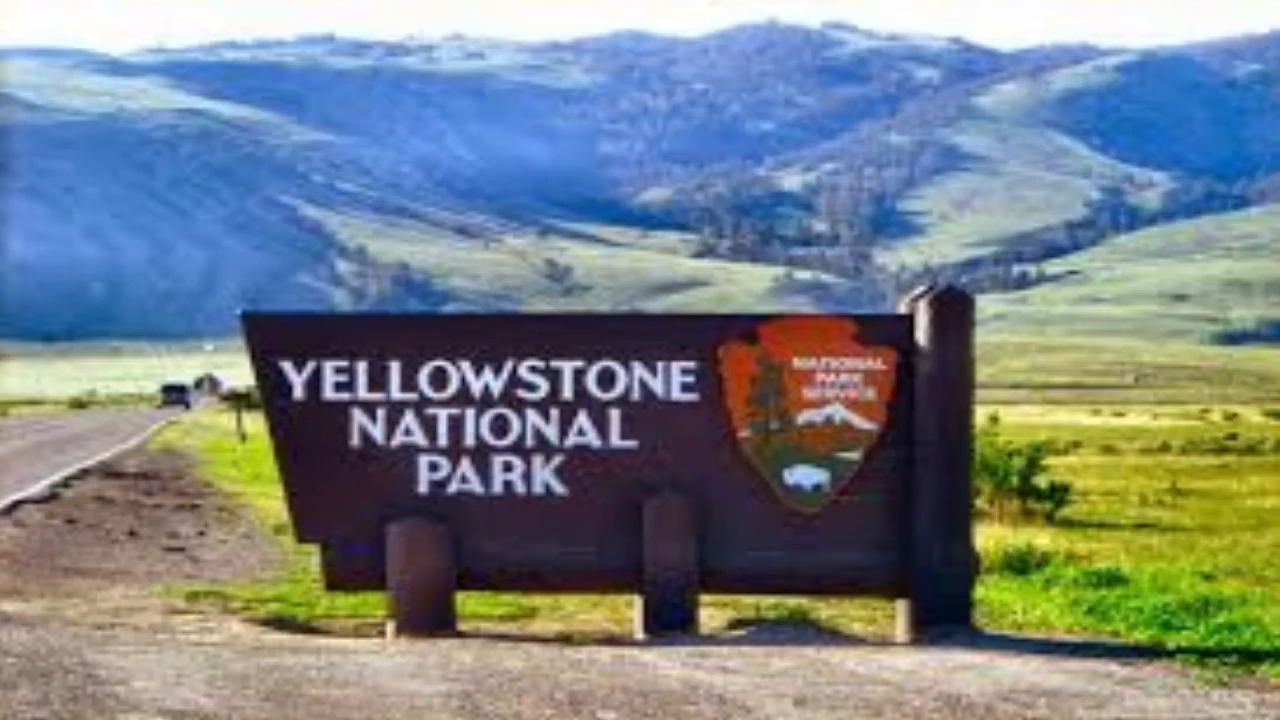 YELLOWSTONE
NATIONAL
PARK
NATIONAL
PARK
SERVICE